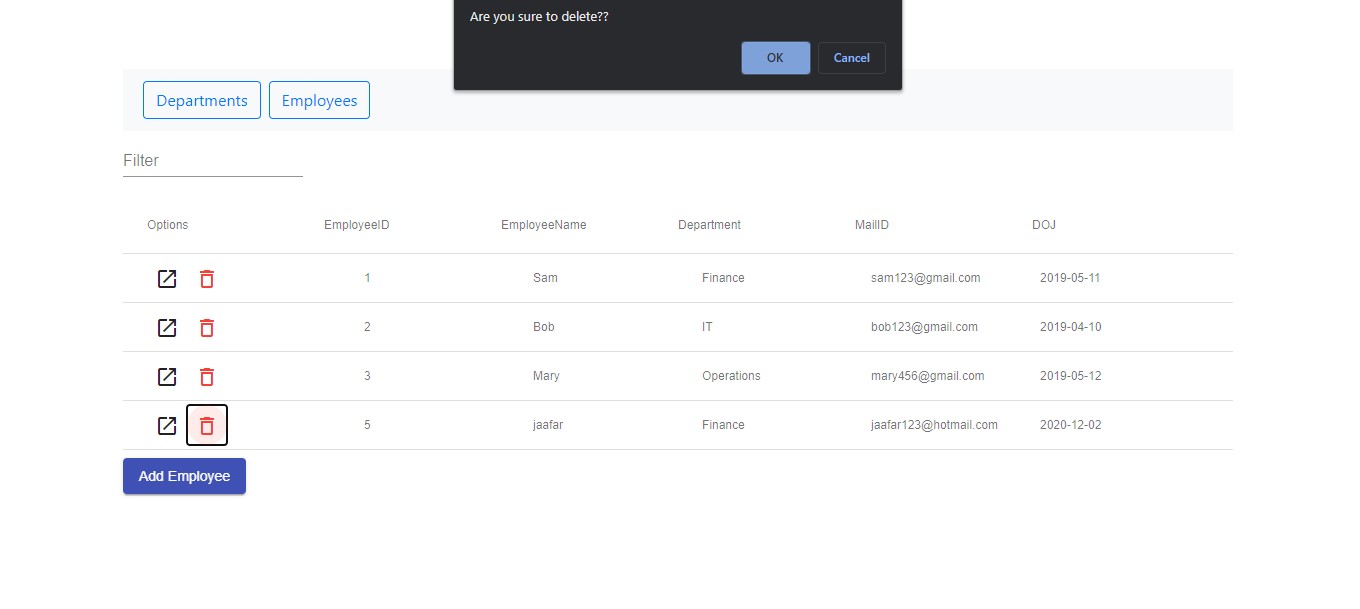 Are you sure to delete??
OK Cancel
Departments Employees
Filter
Options EmployeeID EmployeeName Department MailID DOJ
1 Sam Finance sam123@gmail.com 2019-05-11
2 Bob IT bob123@gmail.com 2019-04-10
3 Mary Operations mary456@gmail.com 2019-05-12
5 jaafar Finance jaafar123@hotmail.com 2020-12-02
Add Employee